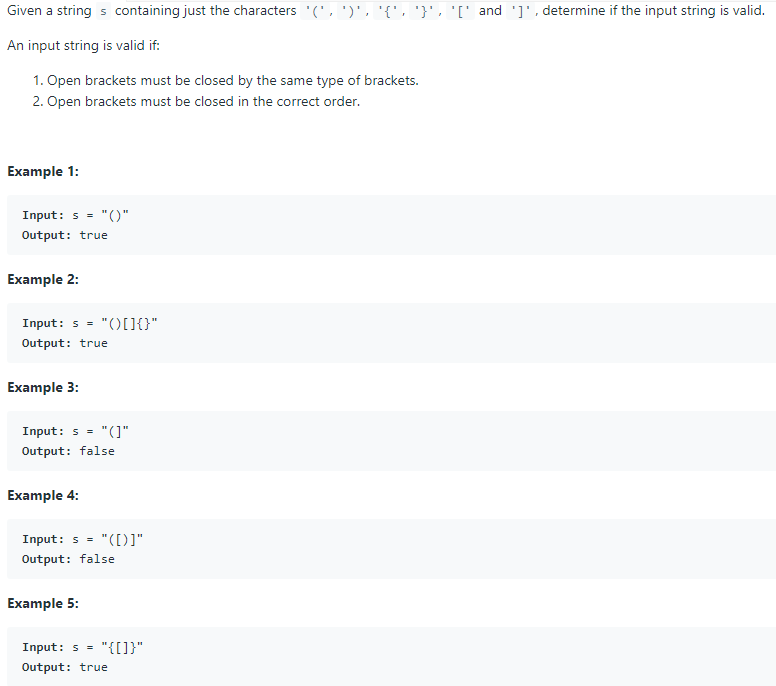 Given a string s containing just the characters '(', ')', '{', '}', '[' and ']', determine if the input string is valid.
An input string is valid if:
1. Open brackets must be closed by the same type of brackets.
2. Open brackets must be closed in the correct order.
Example 1:
Input: s = "()"
Output: true
Example 2:
Input: s = "()[]{}"
Output: true
Example 3:
Input: s = "(]"
Output: false
Example 4:
Input: s = "([)]"
Output: false
Example 5:
Input: s = "{[]}"
Output: true